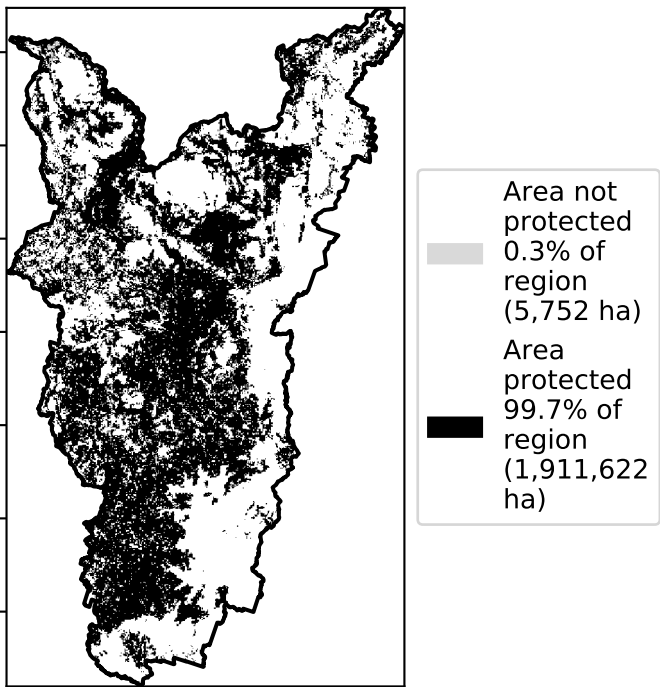 Area not
protected
0.3% of
region
(5,752 ha)
Area
protected
99.7% of
region
(1,911,622
ha)